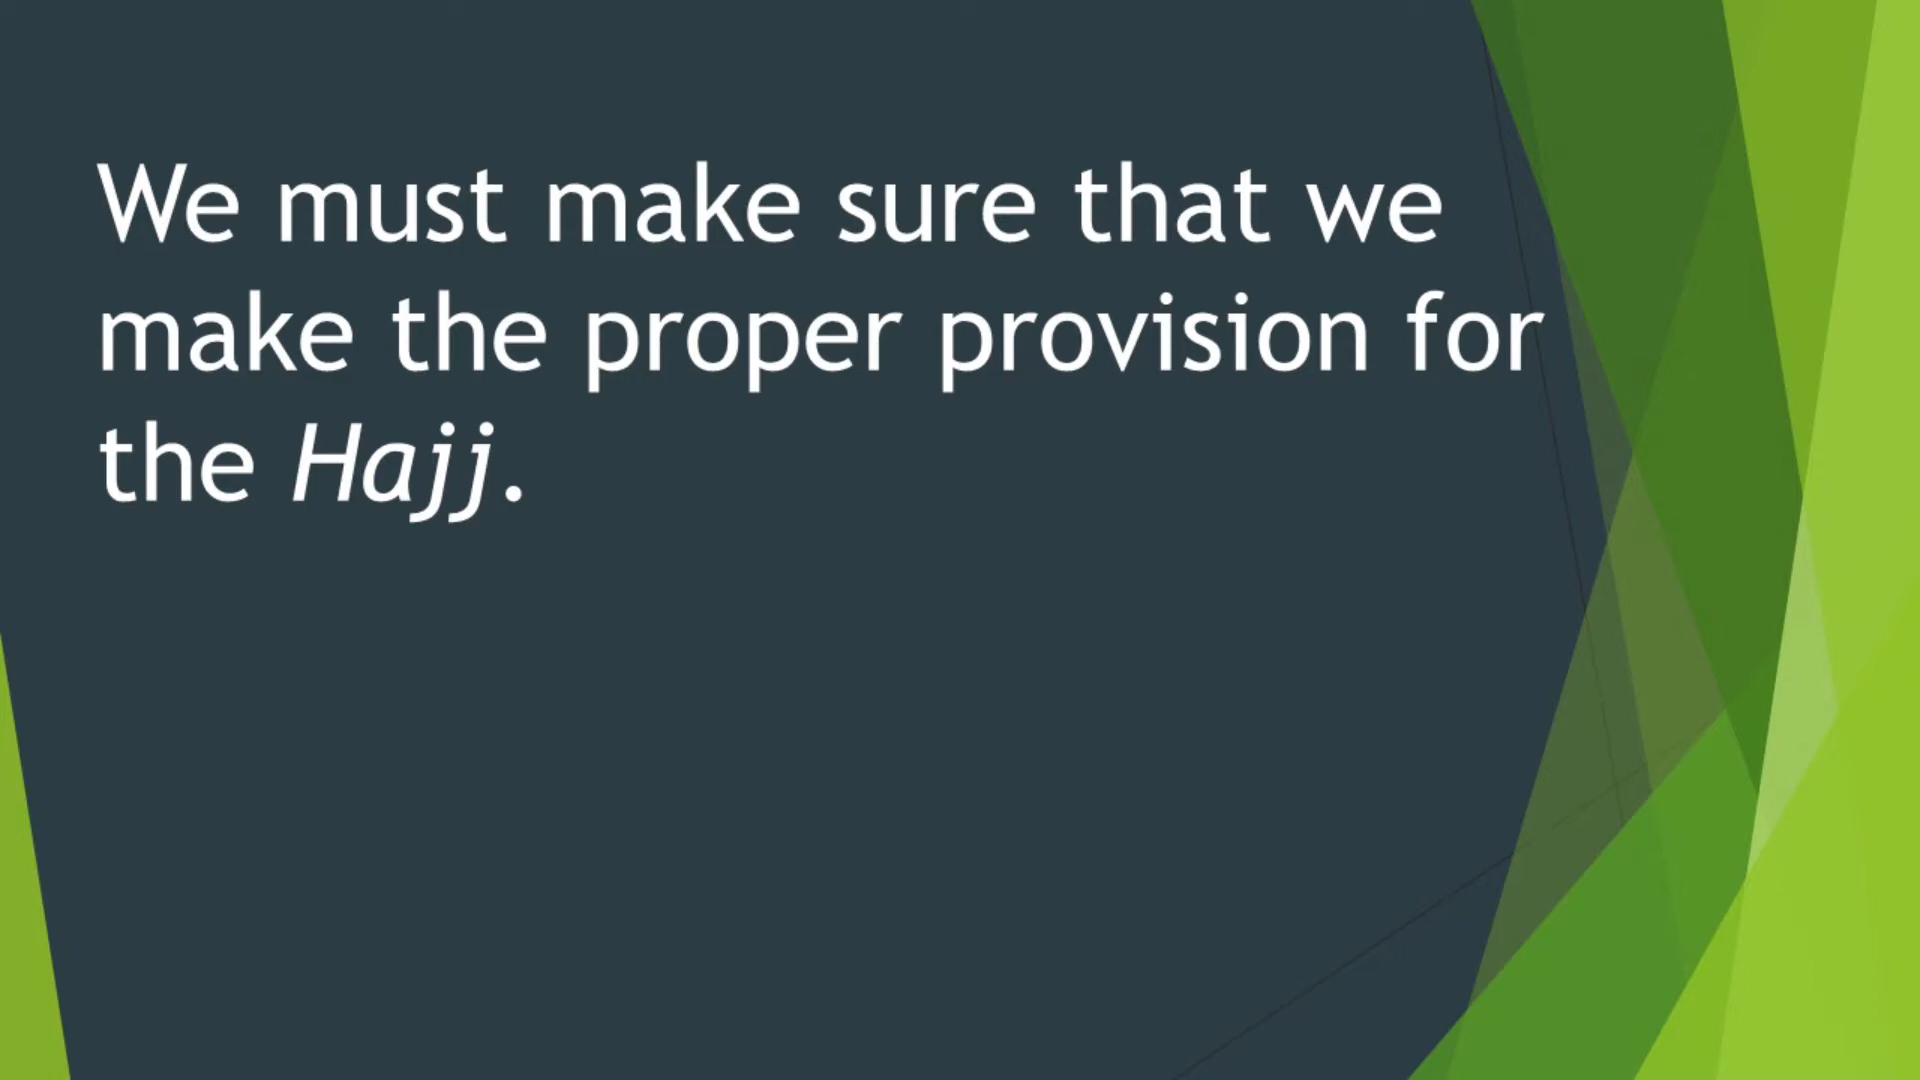 We must make sure that we
make the proper provision for
the Hajj.